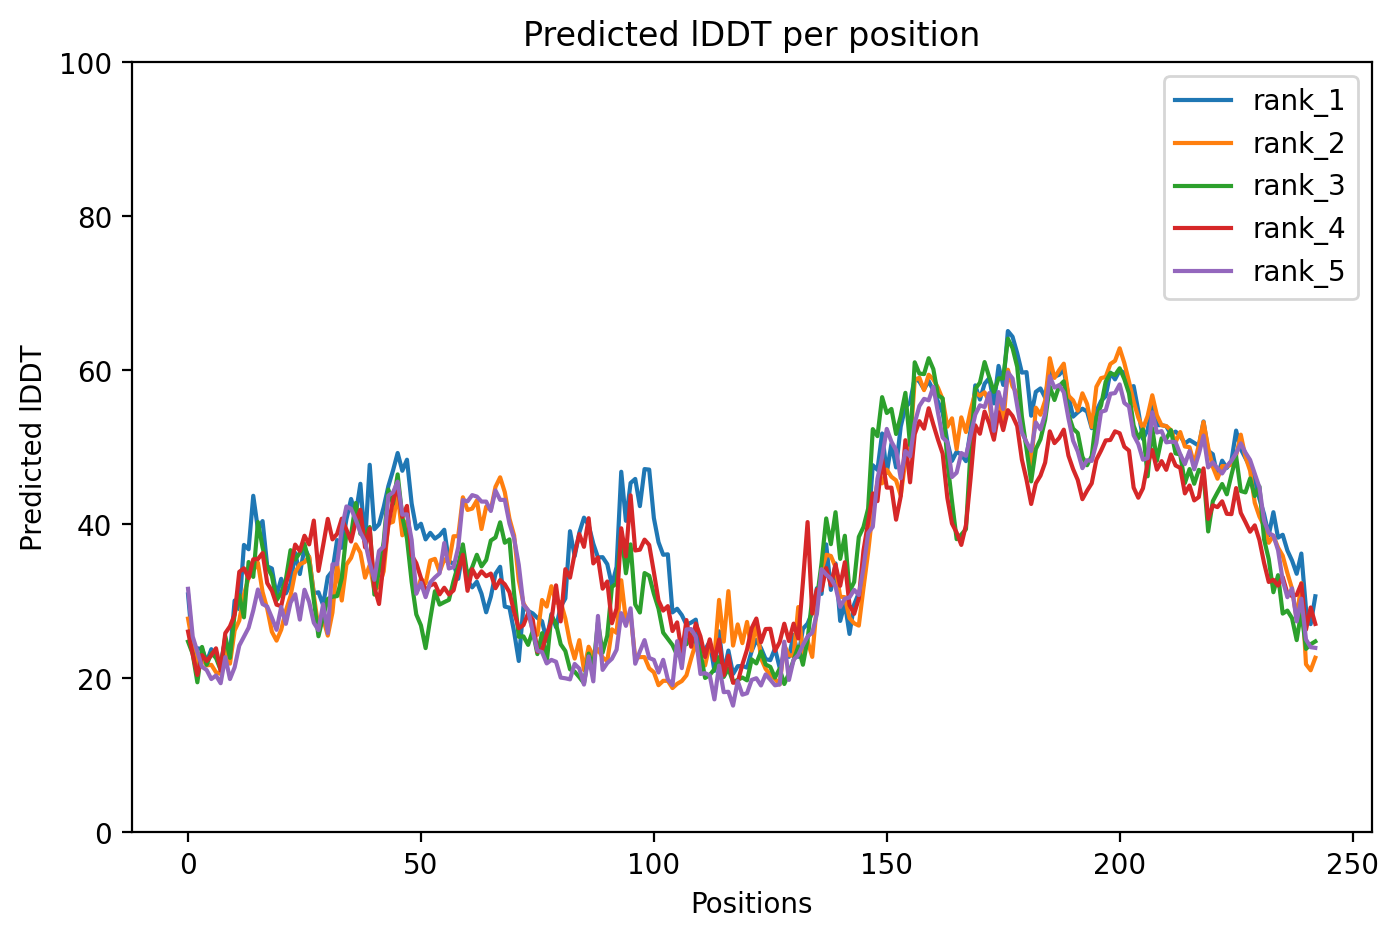 Predicted lDDT per position
100
80
60
40
20
0
Predicted lDDT
0 50 100 150 200 250
Positions
rank_1
rank_2
rank_3
rank_4
rank_5